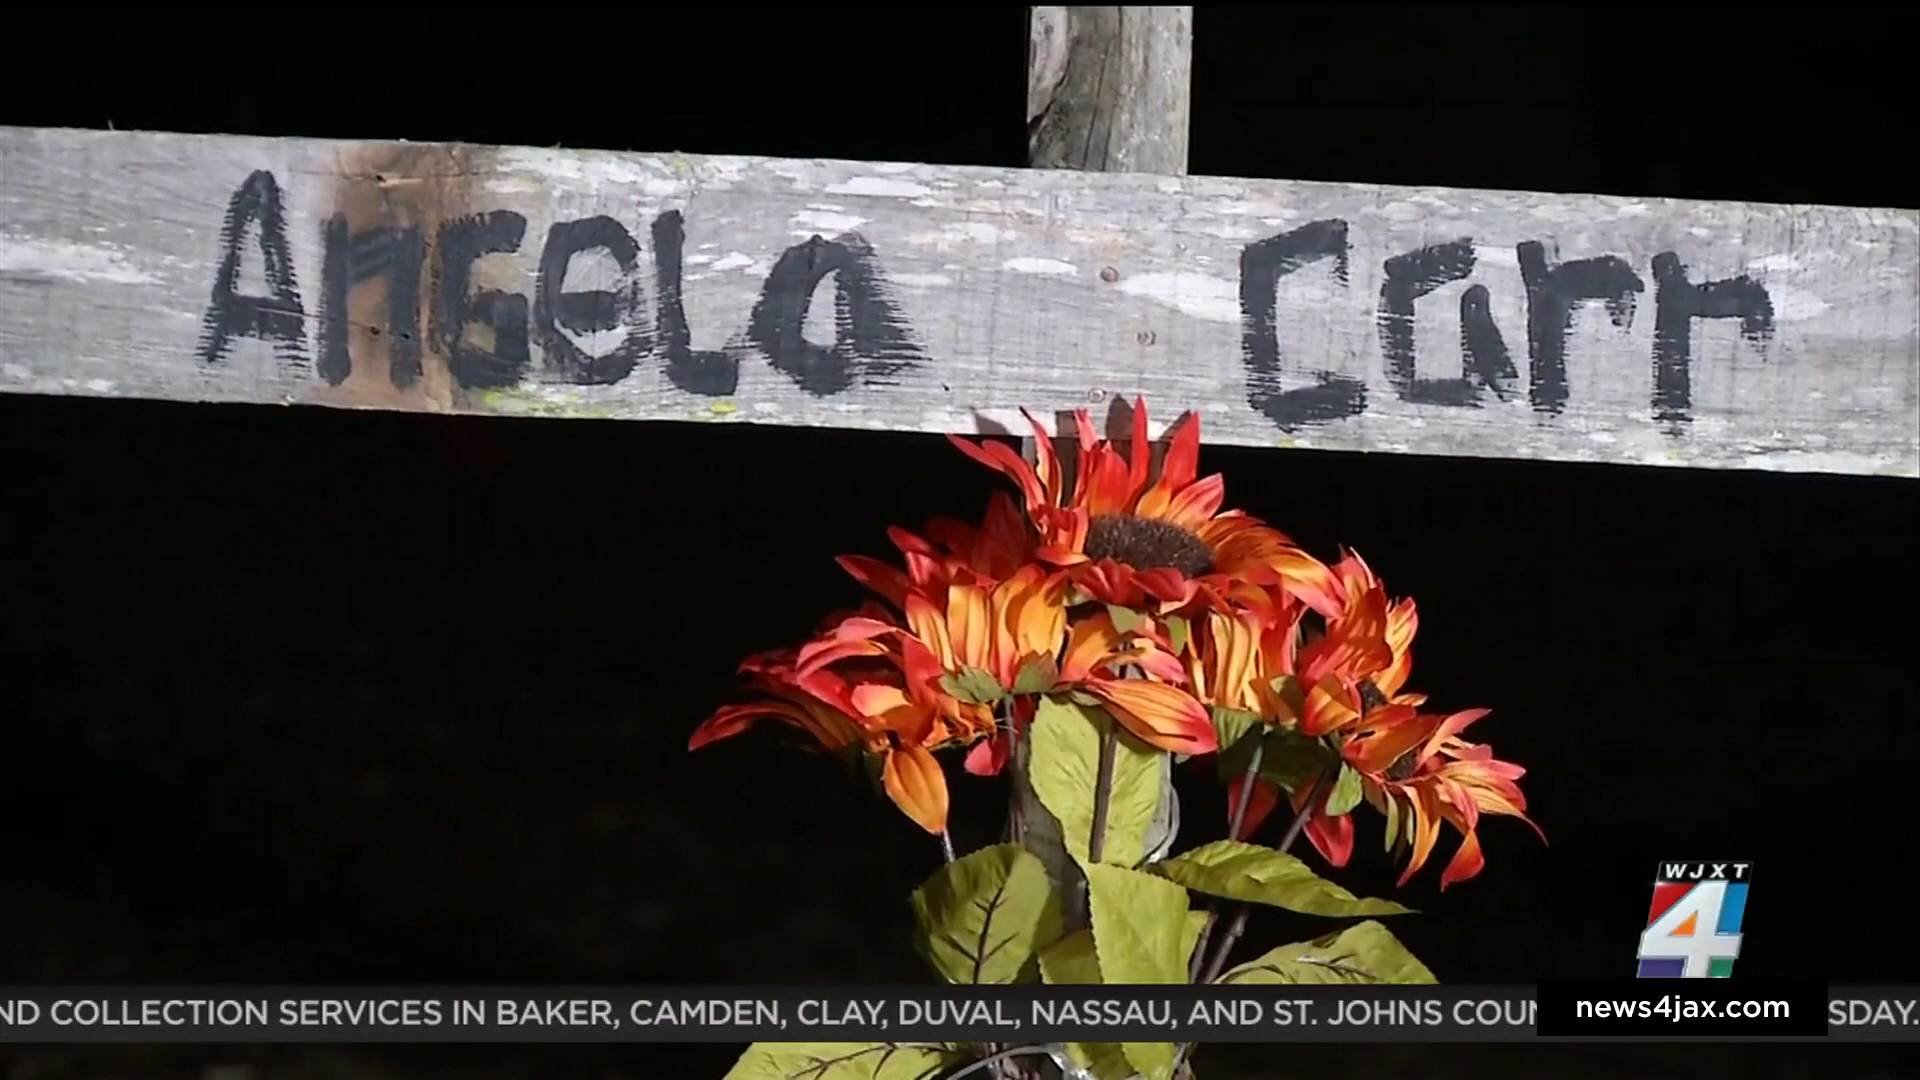 AnGeLa Carr
WJXT
4
ND COLLECTION SERVICES IN BAKER, CAMDEN, CLAY, DUVAL, NASSAU, AND ST. JOHNS COUN
news4jax.com
SDAY.